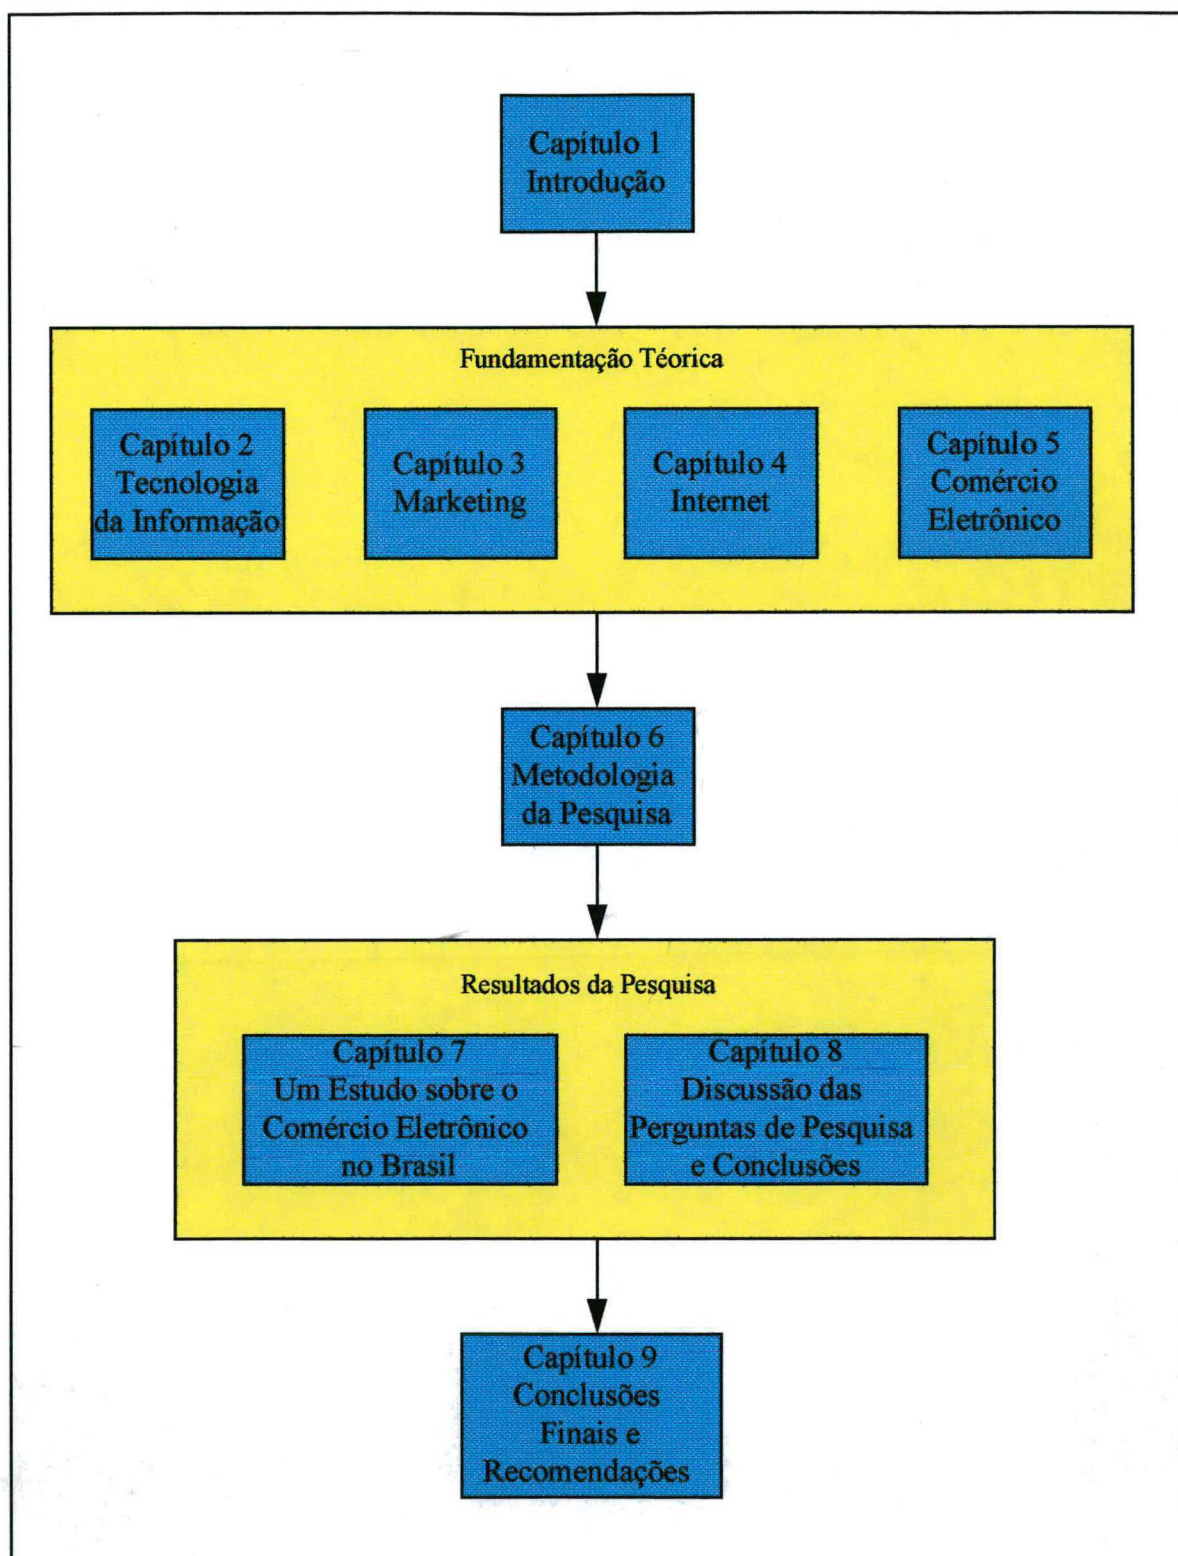 Capítulo 1
Introdução
Fundamentação Téorica
Capítulo 2
Tecnologia
da Informação
Capítulo 3
Marketing
Capítulo 4
Internet
Capítulo 5
Comércio
Eletrônico
Capítulo 6
Metodologia
da Pesquisa
Resultados da Pesquisa
Capítulo 7
Um Estudo sobre o
Comércio Eletrônico
no Brasil
Capítulo 8
Discussão das
Perguntas de Pesquisa
e Conclusões
Capítulo 9
Conclusões
Finais e
Recomendações